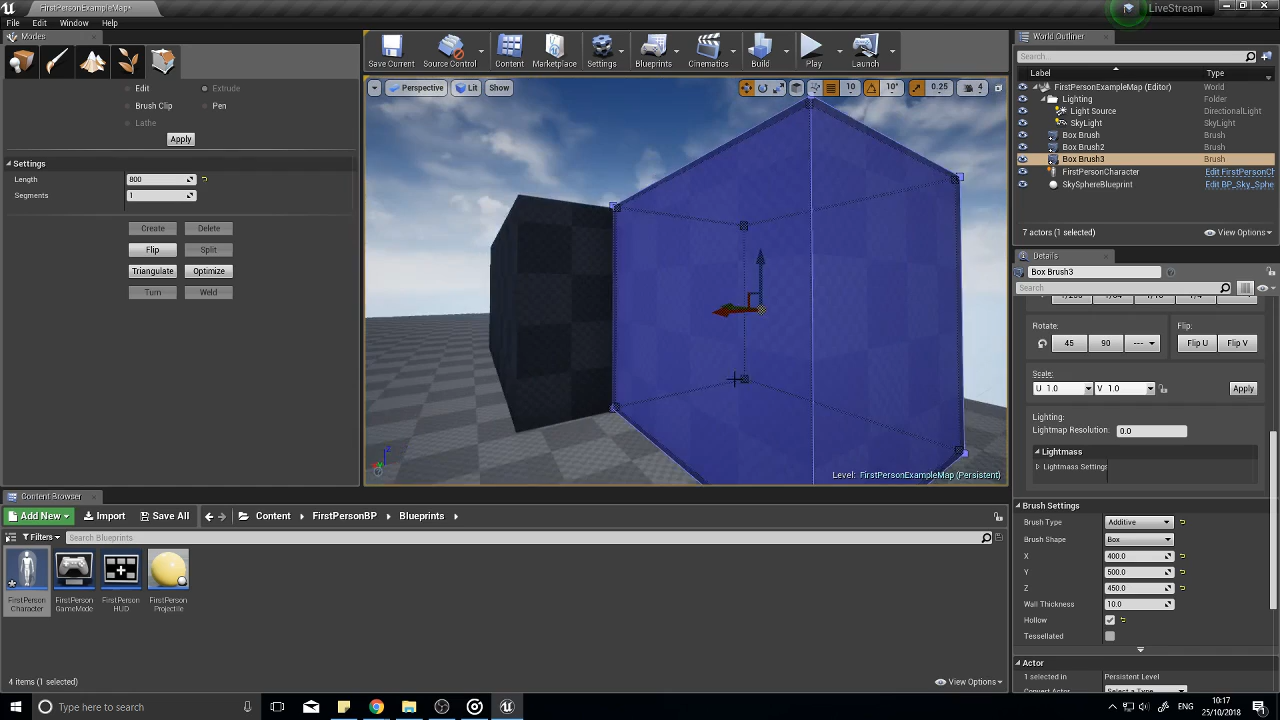 FirstPersonExampleMap*
LiveStream
File Edit Window Help
Modes
Save Current
Source Control
Content
Marketplace
Settings
Blueprints
Cinematics
Build
Play
Launch
Edit
Extrude
Brush Clip
Pen
Lathe
Apply
Settings
Length 800
Segments 1
Create Delete
Flip Split
Triangulate Optimize
Turn Weld
Perspective Lit Show
10 10° 0.25 4
Level: FirstPersonExampleMap (Persistent)
World Outliner
Search...
Label Type
FirstPersonExampleMap (Editor) World
Lighting Folder
Light Source DirectionalLight
SkyLight SkyLight
Box Brush Brush
Box Brush2 Brush
Box Brush3 Brush
FirstPersonCharacter Edit FirstPersonCh
SkySphereBlueprint Edit BP_Sky_Sphe
7 actors (1 selected)
View Options
Details
Box Brush3
Search
Rotate: Flip:
45 90 --- Flip U Flip V
Scale:
U 1.0 V 1.0 Apply
Lighting:
Lightmap Resolution: 0.0
Lightmass
Lightmass Settings
Brush Settings
Brush Type Additive
Brush Shape Box
X 400.0
Y 500.0
Z 450.0
Wall Thickness 10.0
Hollow
Tessellated
Actor
1 selected in Persistent Level
Content Browser
Add New Import Save All Content FirstPersonBP Blueprints
Filters Search Blueprints
FirstPerson
Character
FirstPerson
GameMode
FirstPerson
HUD
FirstPerson
Projectile
4 items (1 selected)
View Options
Type here to search
ENG
10:17
25/10/2018